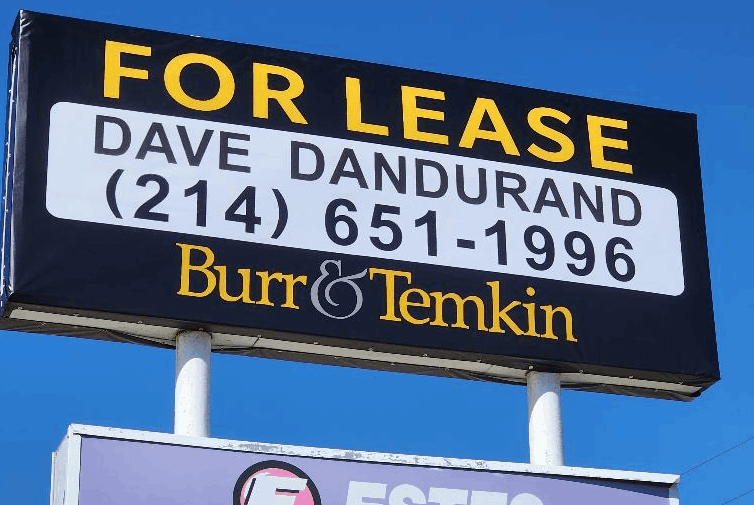 FOR LEASE
DAVE DANDURAND
(214) 651-1996
Burr & Temkin